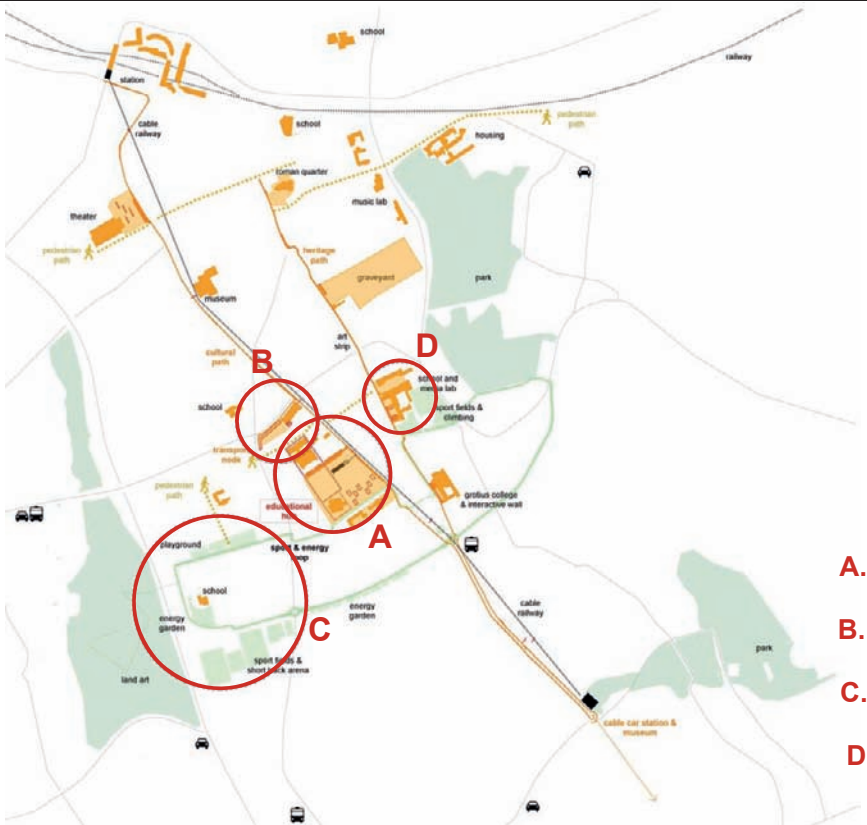 school
railway
station
cable
railway
school
pedestrian
path
housing
roman quarter
music lab
theater
pedestrian
path
heritage
path
graveyard
park
museum
art
strip
cultural
path
D
B
school and
media lab
school
sport fields &
climbing
transport
node
pedestrian
path
educational
hub
grotius college
& interactive wall
A
playground
sport & energy
loop
school
cable
railway
energy
garden
energy
garden
C
park
sport fields &
short track arena
land art
cable car station &
museum
A.
B.
C.
D